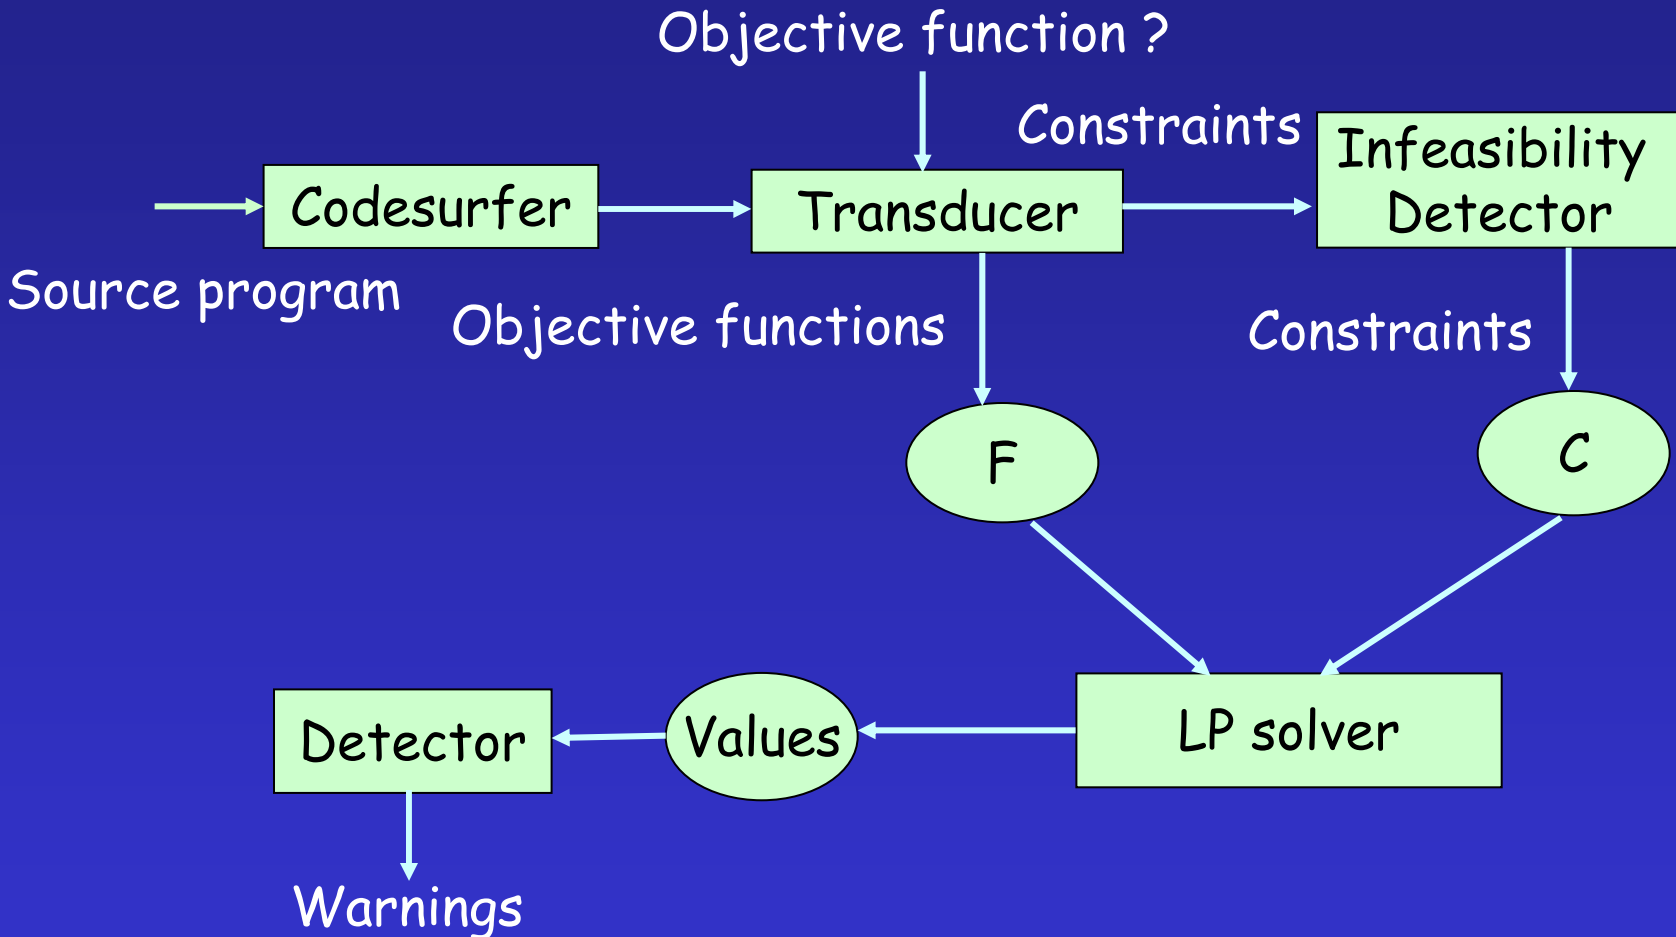 Objective function ?
Constraints
Infeasibility
Detector
Codesurfer
Transducer
Source program
Objective functions
Constraints
F
C
Detector
Values
LP solver
Warnings